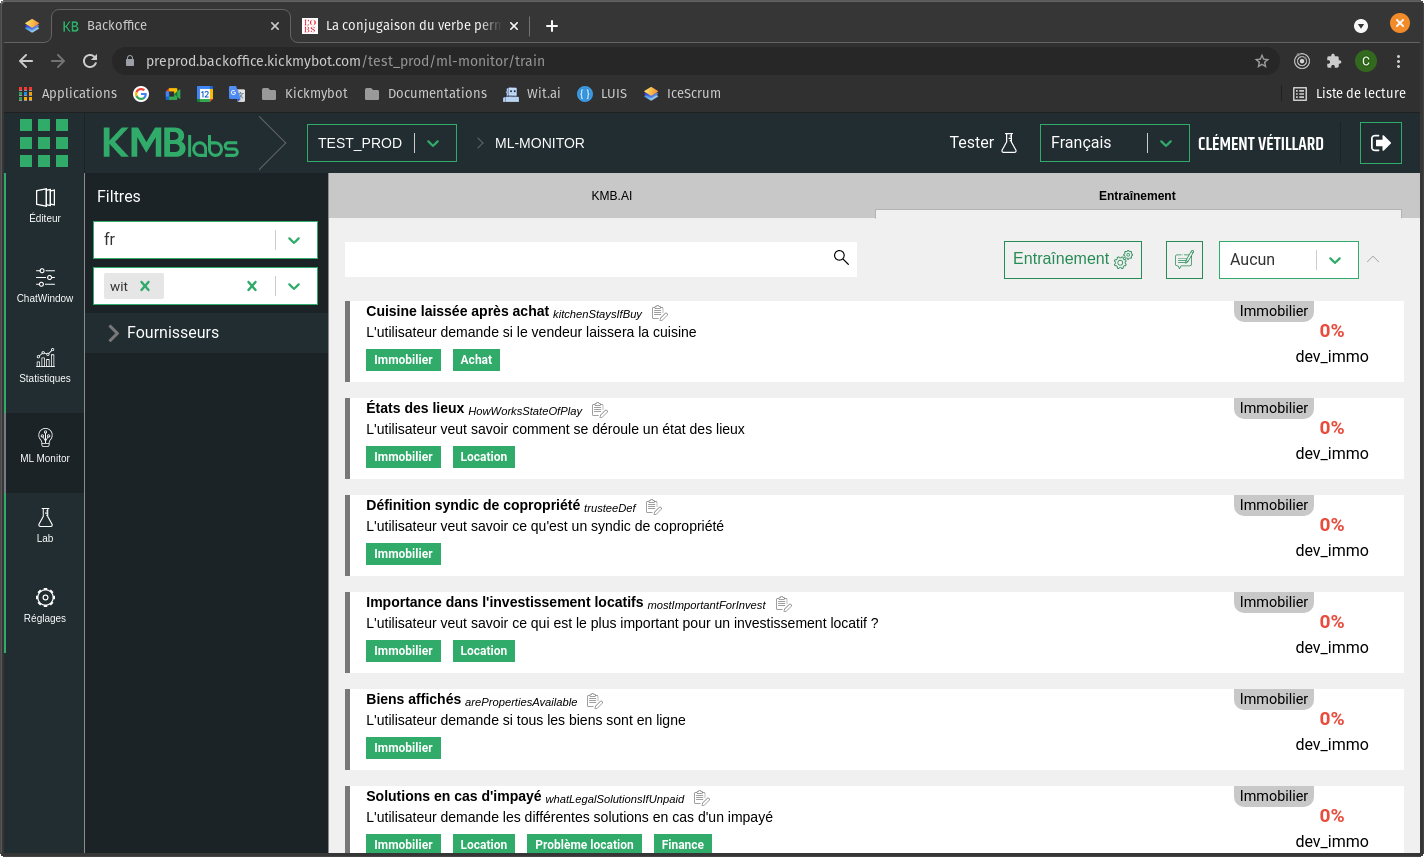 KB Backoffice
La conjugaison du verbe perm
preprod.backoffice.kickmybot.com/test_prod/ml-monitor/train
C
Applications
12
Kickmybot
Documentations
Wit.ai
LUIS
IceScrum
Liste de lecture
KMBlabs
TEST_PROD
ML-MONITOR
Tester
Français
CLÉMENT VÉTILLARD
Éditeur
ChatWindow
Statistiques
ML Monitor
Lab
Réglages
Filtres
fr
wit
Fournisseurs
KMB.AI
Entraînement
Entraînement
Aucun
Cuisine laissée après achat kitchenStaysIfBuy
L'utilisateur demande si le vendeur laissera la cuisine
Immobilier Achat
Immobilier
0%
dev_immo
États des lieux HowWorksStateOfPlay
L'utilisateur veut savoir comment se déroule un état des lieux
Immobilier Location
Immobilier
0%
dev_immo
Définition syndic de copropriété trusteeDef
L'utilisateur veut savoir ce qu'est un syndic de copropriété
Immobilier
Immobilier
0%
dev_immo
Importance dans l'investissement locatifs mostImportantForInvest
L'utilisateur veut savoir ce qui est le plus important pour un investissement locatif ?
Immobilier Location
Immobilier
0%
dev_immo
Biens affichés arePropertiesAvailable
L'utilisateur demande si tous les biens sont en ligne
Immobilier
Immobilier
0%
dev_immo
Solutions en cas d'impayé whatLegalSolutionsIfUnpaid
L'utilisateur demande les différentes solutions en cas d'un impayé
Immobilier Location Problème location Finance
Immobilier
0%
dev_immo